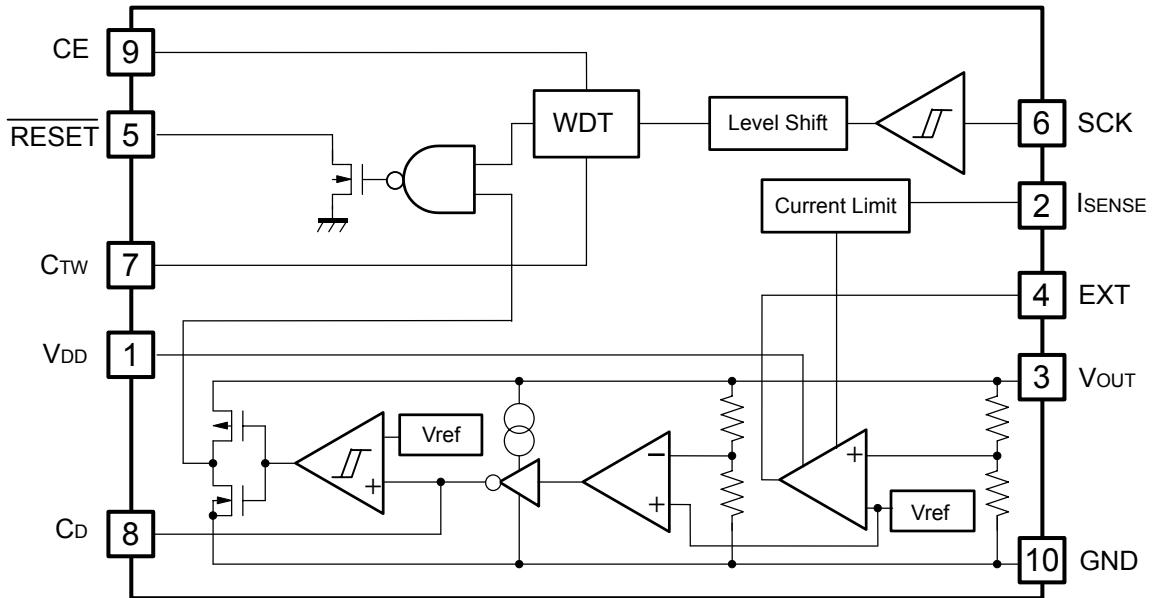 CE
9
RESET
5
WDT
Level Shift
6
SCK
Current Limit
2
ISENSE
CTW
7
4
EXT
VDD
1
3
VOUT
Vref
−
+
+
+
Vref
CD
8
10
GND